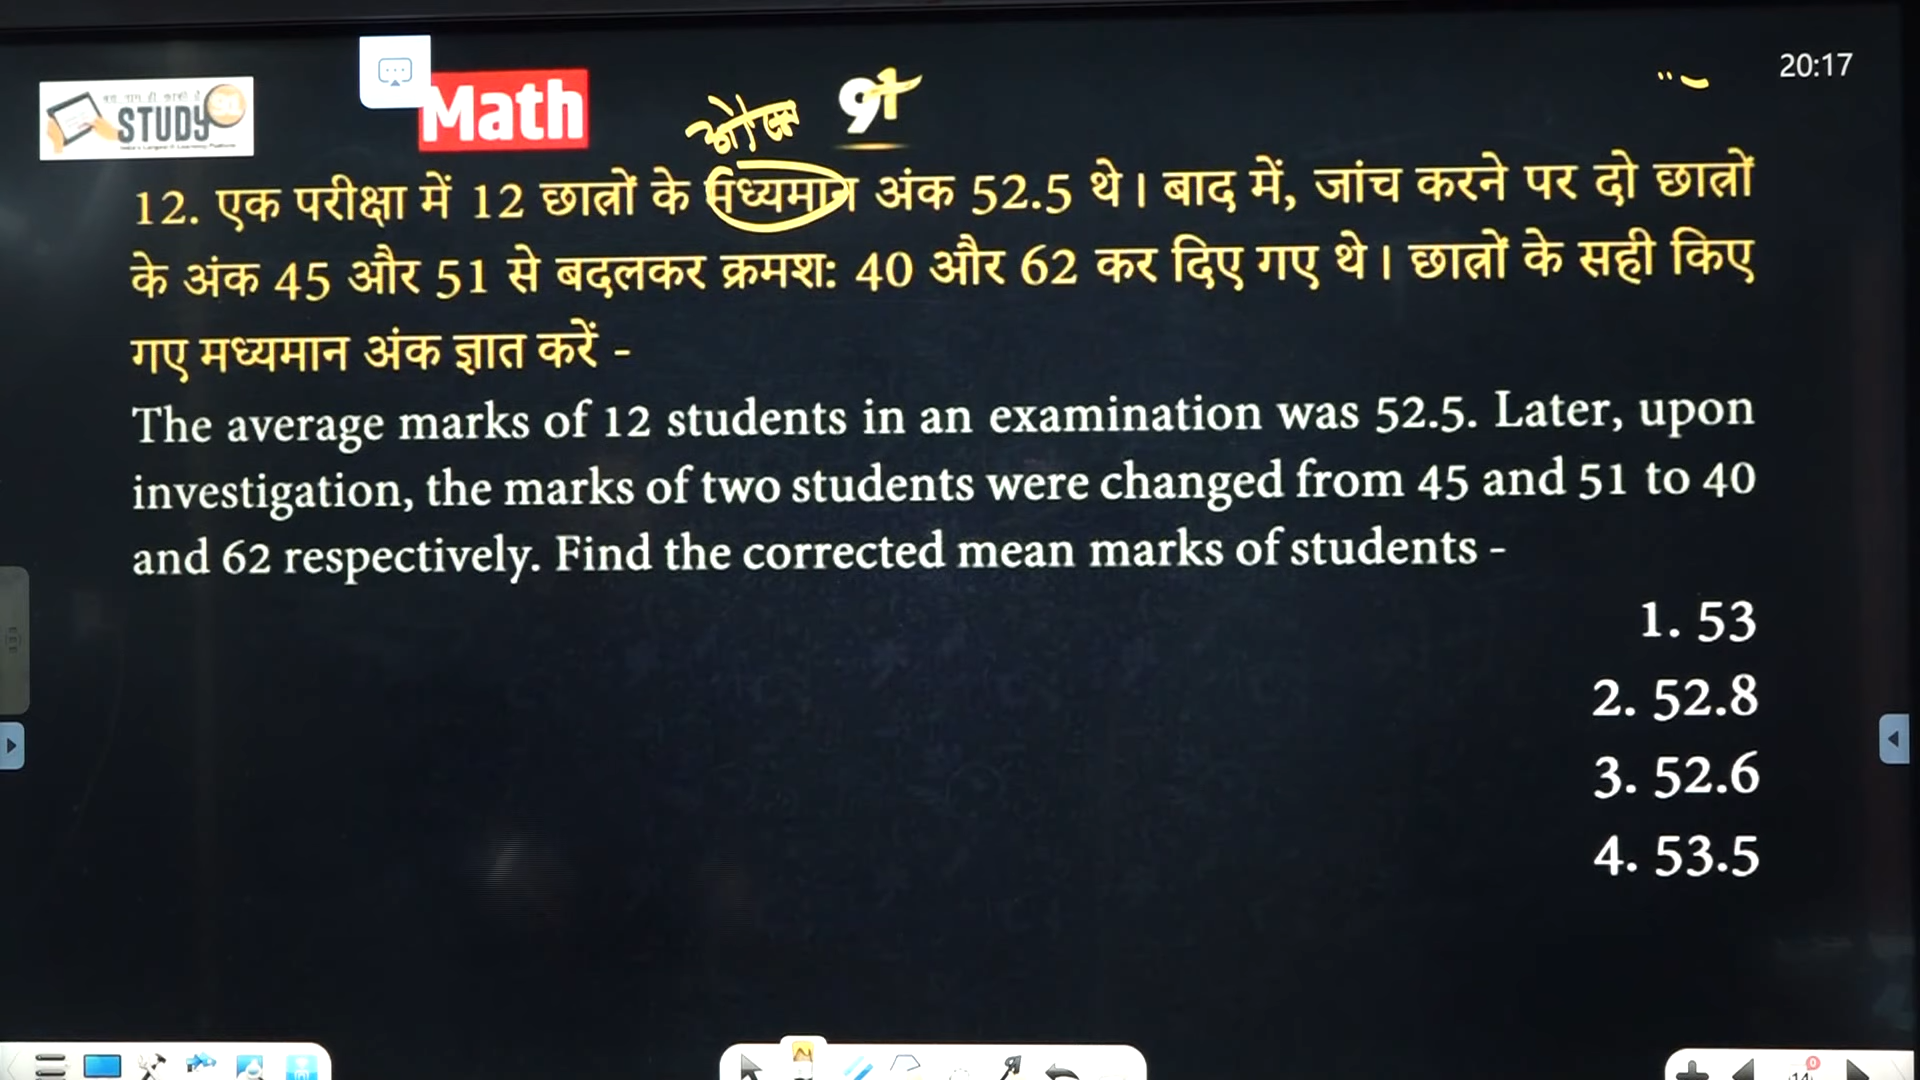 20:17
STUDY
Math
औसत
91
12. एक परीक्षा में 12 छात्रों के मध्यमान अंक 52.5 थे। बाद में, जांच करने पर दो छात्रों
के अंक 45 और 51 से बदलकर क्रमश: 40 और 62 कर दिए गए थे। छात्रों के सही किए
गए मध्यमान अंक ज्ञात करें -
The average marks of 12 students in an examination was 52.5. Later, upon
investigation, the marks of two students were changed from 45 and 51 to 40
and 62 respectively. Find the corrected mean marks of students -
1. 53
2. 52.8
3. 52.6
4. 53.5